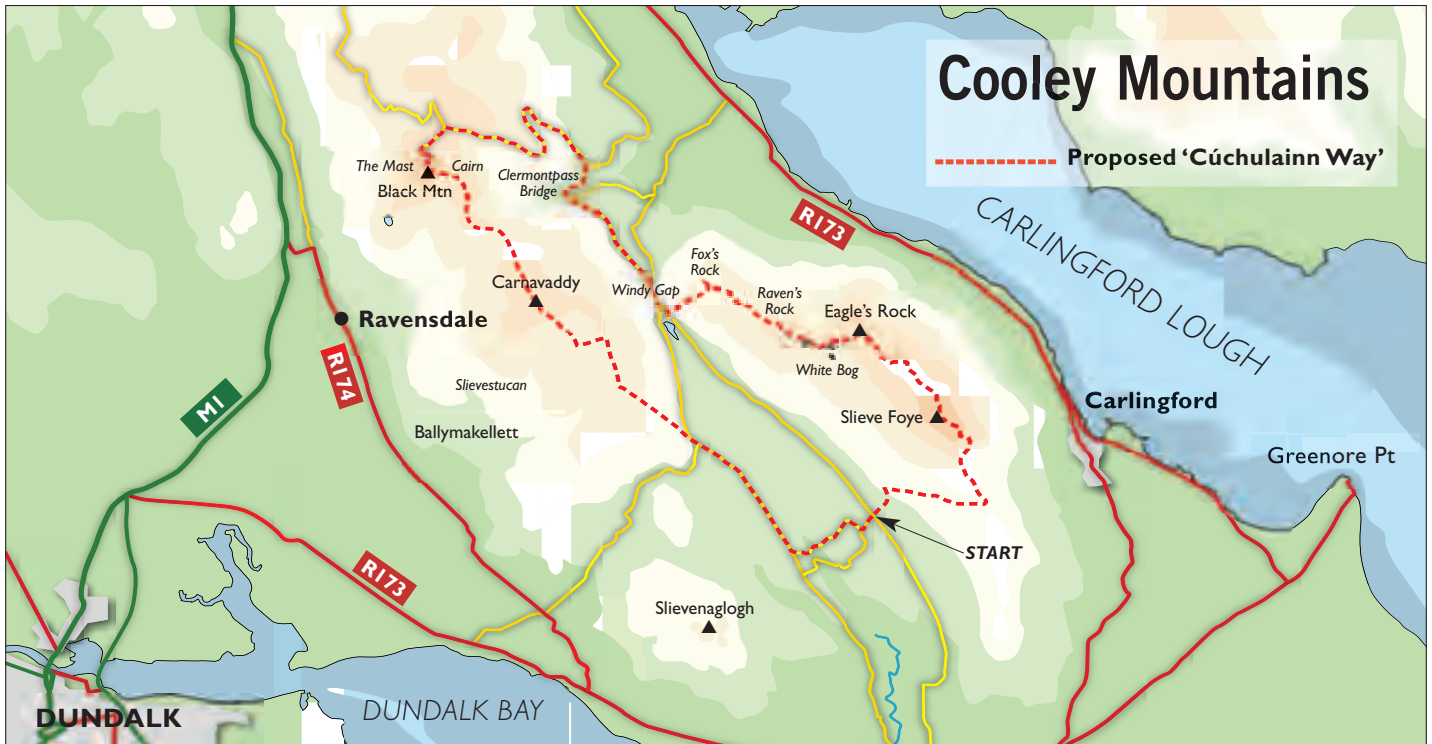 Cooley Mountains
Proposed ‘Cúchulainn Way’
The Mast
Cairn
Black Mtn
Clermontpass
Bridge
R173
CARLINGFORD LOUGH
Fox's
Rock
Carnavaddy
Windy Gap
Raven's
Rock
Eagle's Rock
Ravensdale
White Bog
R174
Slievestucan
M1
Slieve Foye
Carlingford
Ballymakellett
Greenore Pt
START
R173
Slievenaglogh
DUNDALK
DUNDALK BAY